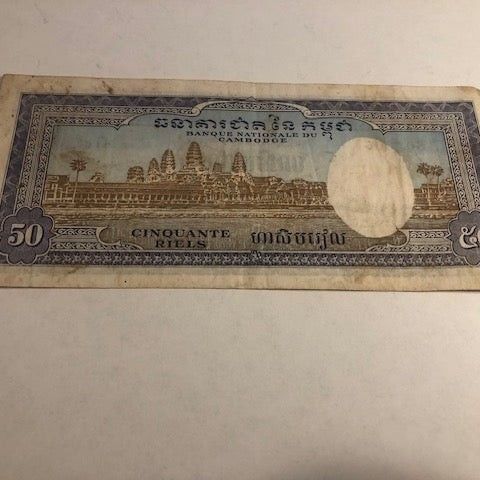 ធនាគារជាតិនៃកម្ពុជា
BANQUE NATIONALE DU
CAMBODGE
50
CINQUANTE
RIELS
ហាសិបរៀល
៥